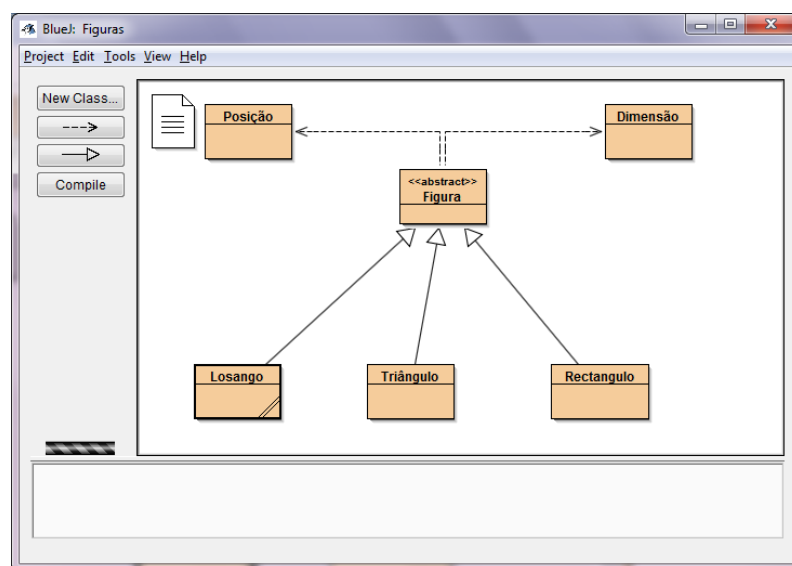 BlueJ: Figuras
Project Edit Tools View Help
New Class...
Compile
Posição
Dimensão
<<abstract>>
Figura
Losango
Triângulo
Rectangulo